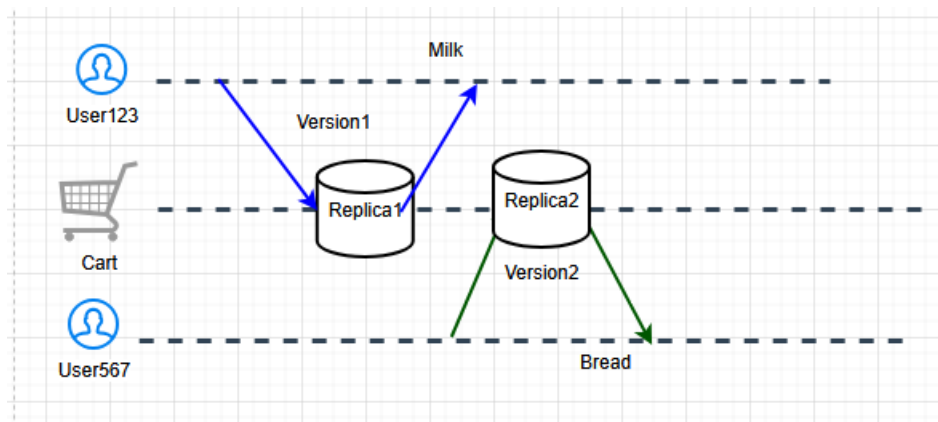 Milk
User123
Version1
Replica1
Replica2
Cart
Version2
User567
Bread